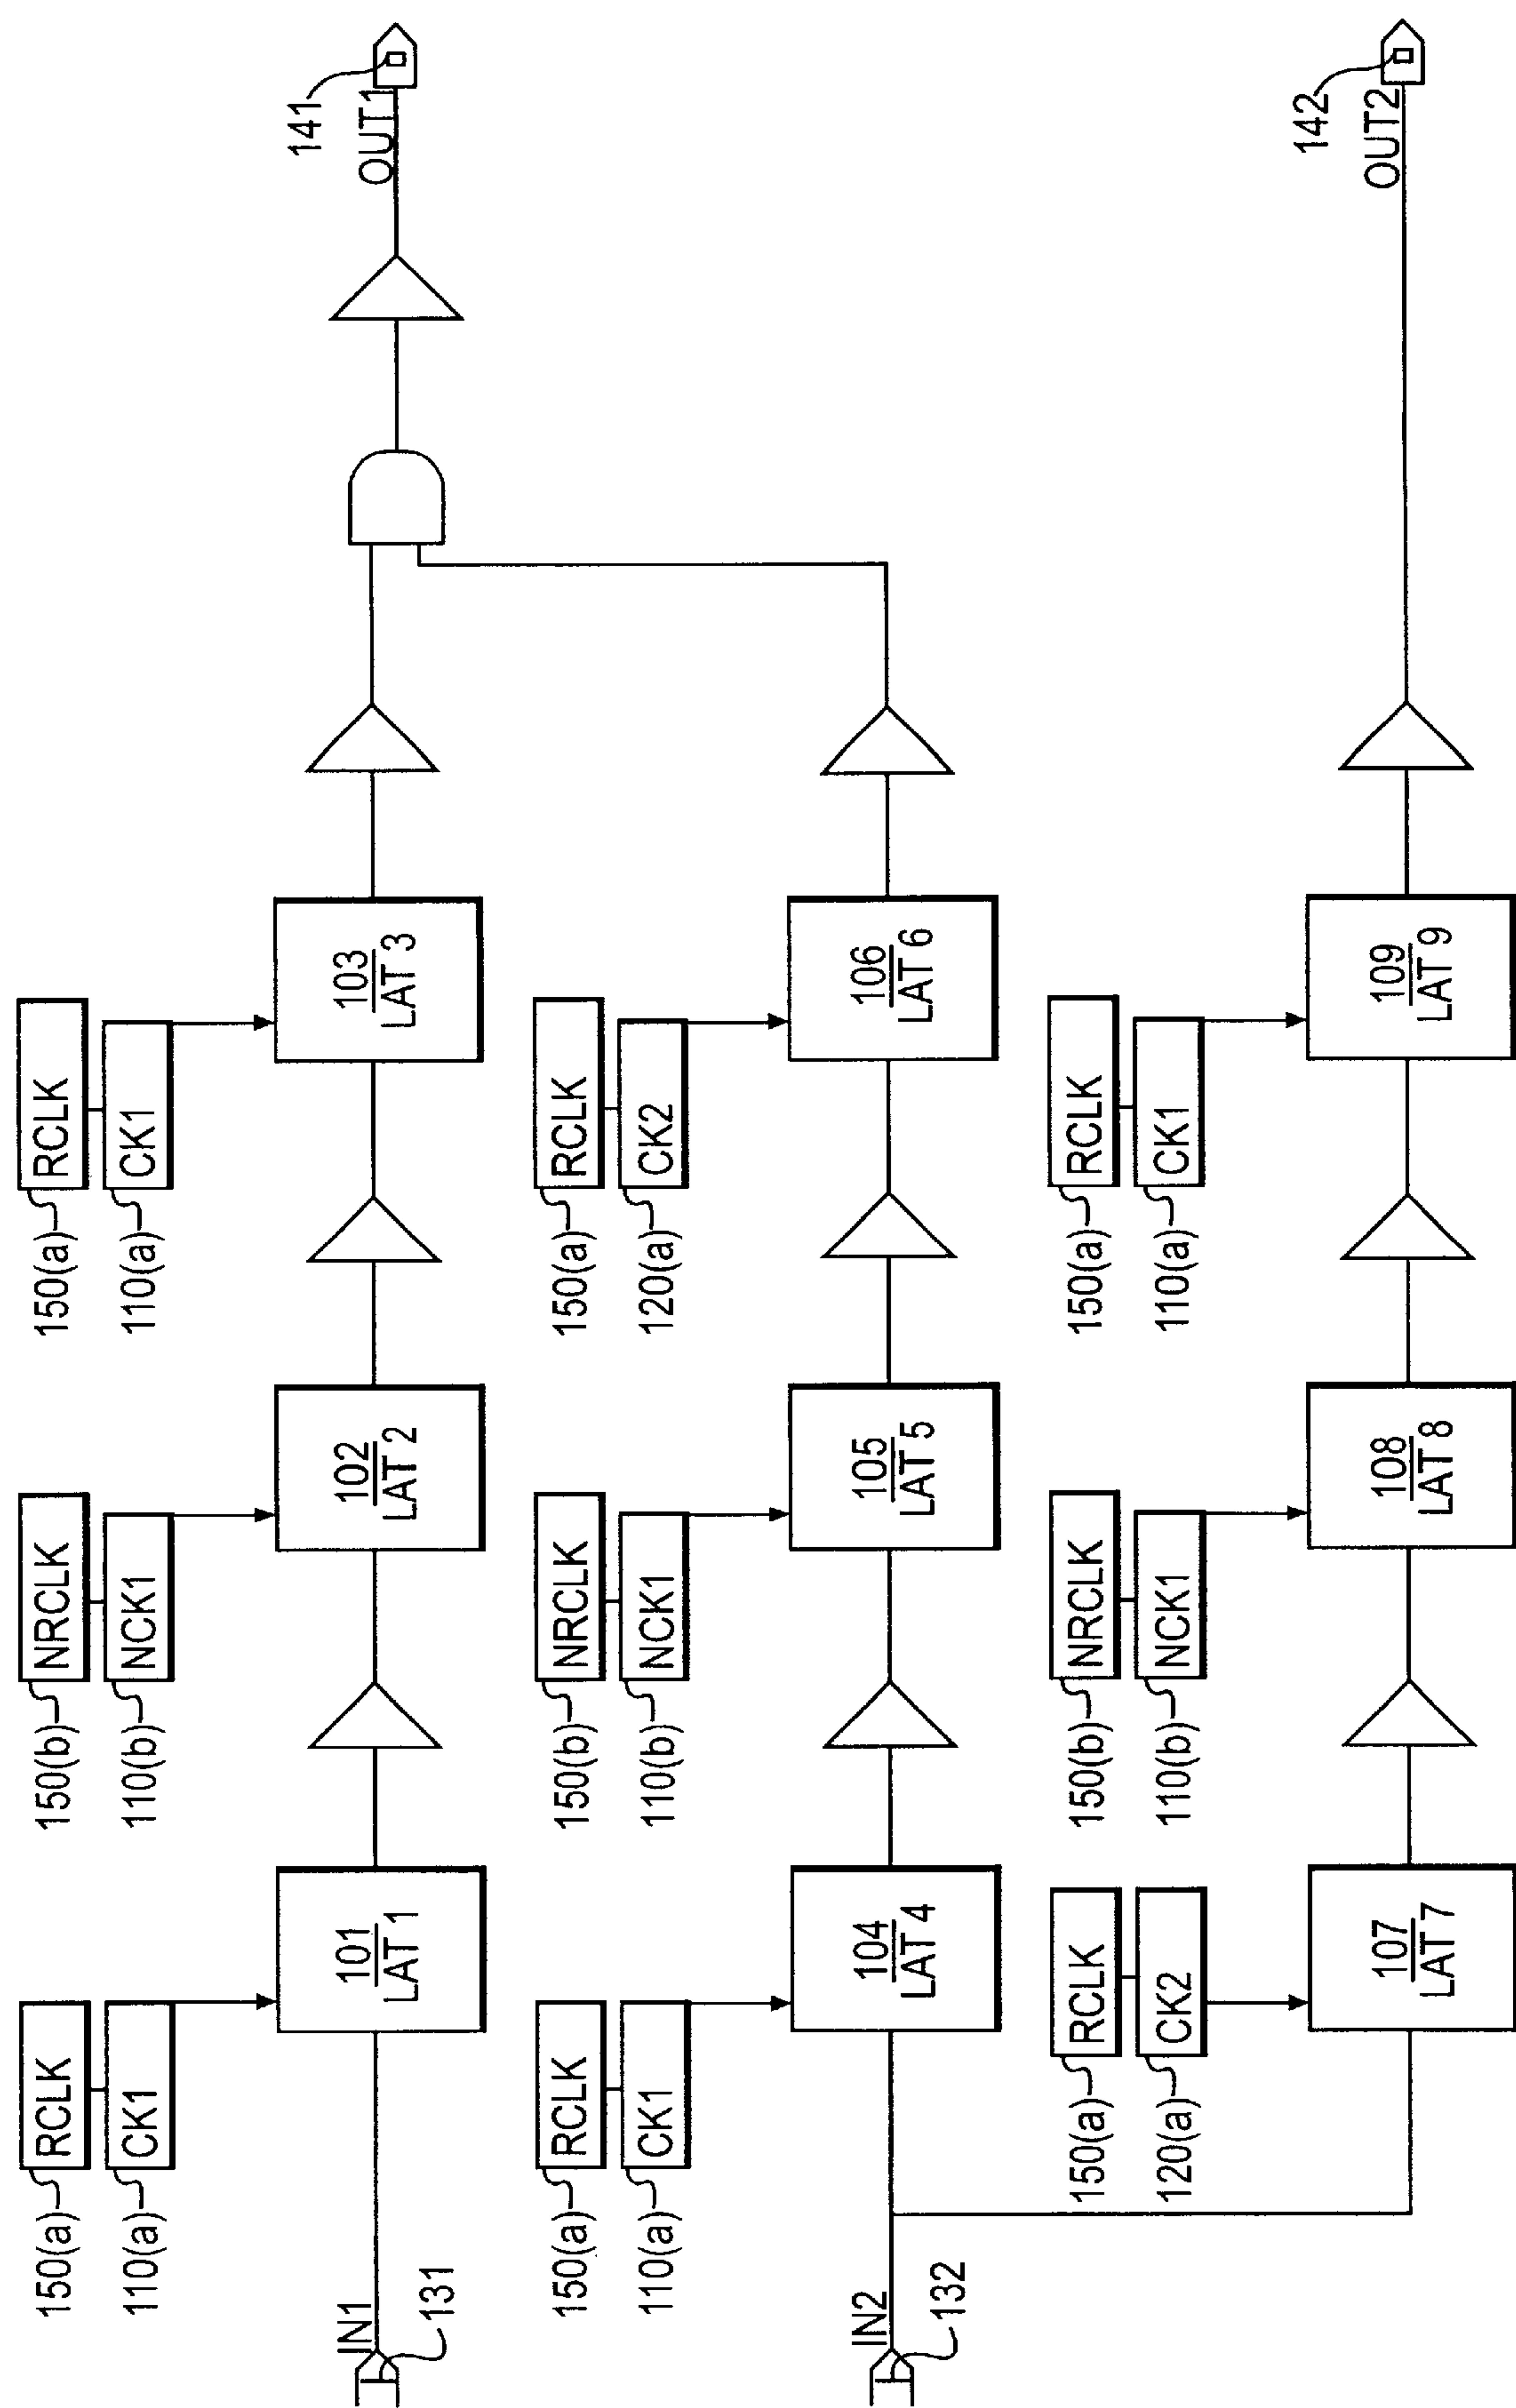 150(a) RCLK
110(a) CK1
150(b) NRCLK
110(b) NCK1
150(a) RCLK
110(a) CK1
141
IN1
131
101
LAT 1
102
LAT 2
103
LAT 3
OUT1
150(a) RCLK
110(a) CK1
150(b) NRCLK
110(b) NCK1
150(a) RCLK
120(a) CK2
IN2
132
104
LAT 4
105
LAT 5
106
LAT 6
150(a) RCLK
120(a) CK2
150(b) NRCLK
110(b) NCK1
150(a) RCLK
110(a) CK1
142
107
LAT 7
108
LAT 8
109
LAT 9
OUT2